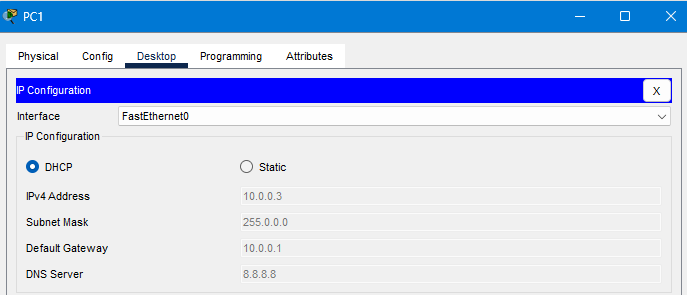 PC1
Physical Config Desktop Programming Attributes
IP Configuration X
Interface FastEthernet0
IP Configuration
DHCP Static
IPv4 Address 10.0.0.3
Subnet Mask 255.0.0.0
Default Gateway 10.0.0.1
DNS Server 8.8.8.8